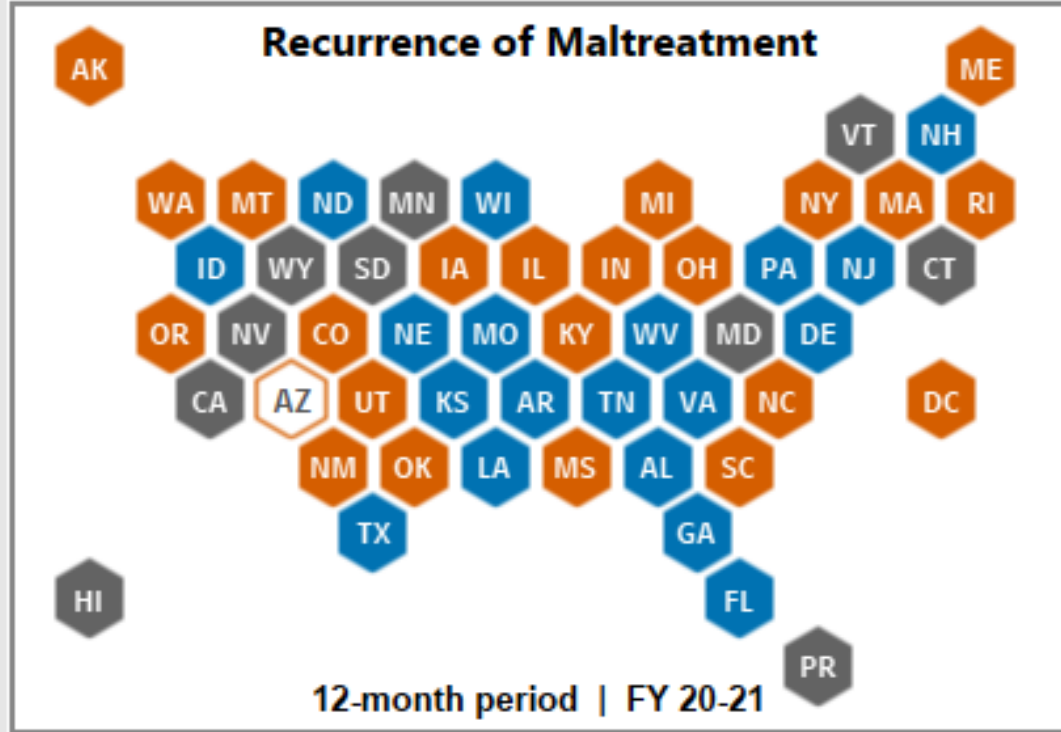 Recurrence of Maltreatment
AK ME
VT NH
WA MT ND MN WI MI NY MA RI
ID WY SD IA IL IN OH PA NJ CT
OR NV CO NE MO KY WV MD DE
CA AZ UT KS AR TN VA NC DC
NM OK LA MS AL SC
TX GA
HI FL
PR
12-month period | FY 20-21